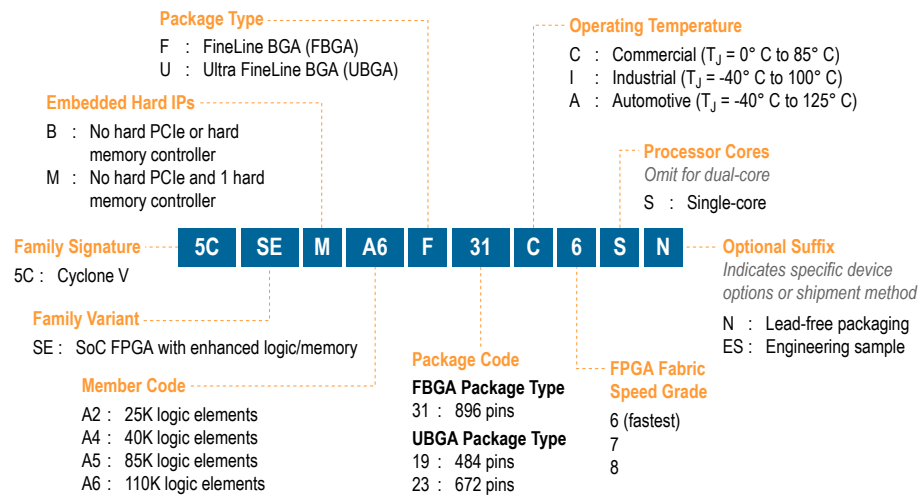 Package Type
F : FineLine BGA (FBGA)
U : Ultra FineLine BGA (UBGA)
Operating Temperature
C : Commercial (TJ = 0° C to 85° C)
I : Industrial (TJ = -40° C to 100° C)
A : Automotive (TJ = -40° C to 125° C)
Embedded Hard IPs
B : No hard PCIe or hard
memory controller
M : No hard PCIe and 1 hard
memory controller
Processor Cores
Omit for dual-core
S : Single-core
Family Signature
5C : Cyclone V
5C SE M A6 F 31 C 6 S N
Optional Suffix
Indicates specific device
options or shipment method
N : Lead-free packaging
ES : Engineering sample
Family Variant
SE : SoC FPGA with enhanced logic/memory
Member Code
A2 : 25K logic elements
A4 : 40K logic elements
A5 : 85K logic elements
A6 : 110K logic elements
Package Code
FBGA Package Type
31 : 896 pins
UBGA Package Type
19 : 484 pins
23 : 672 pins
FPGA Fabric
Speed Grade
6 (fastest)
7
8